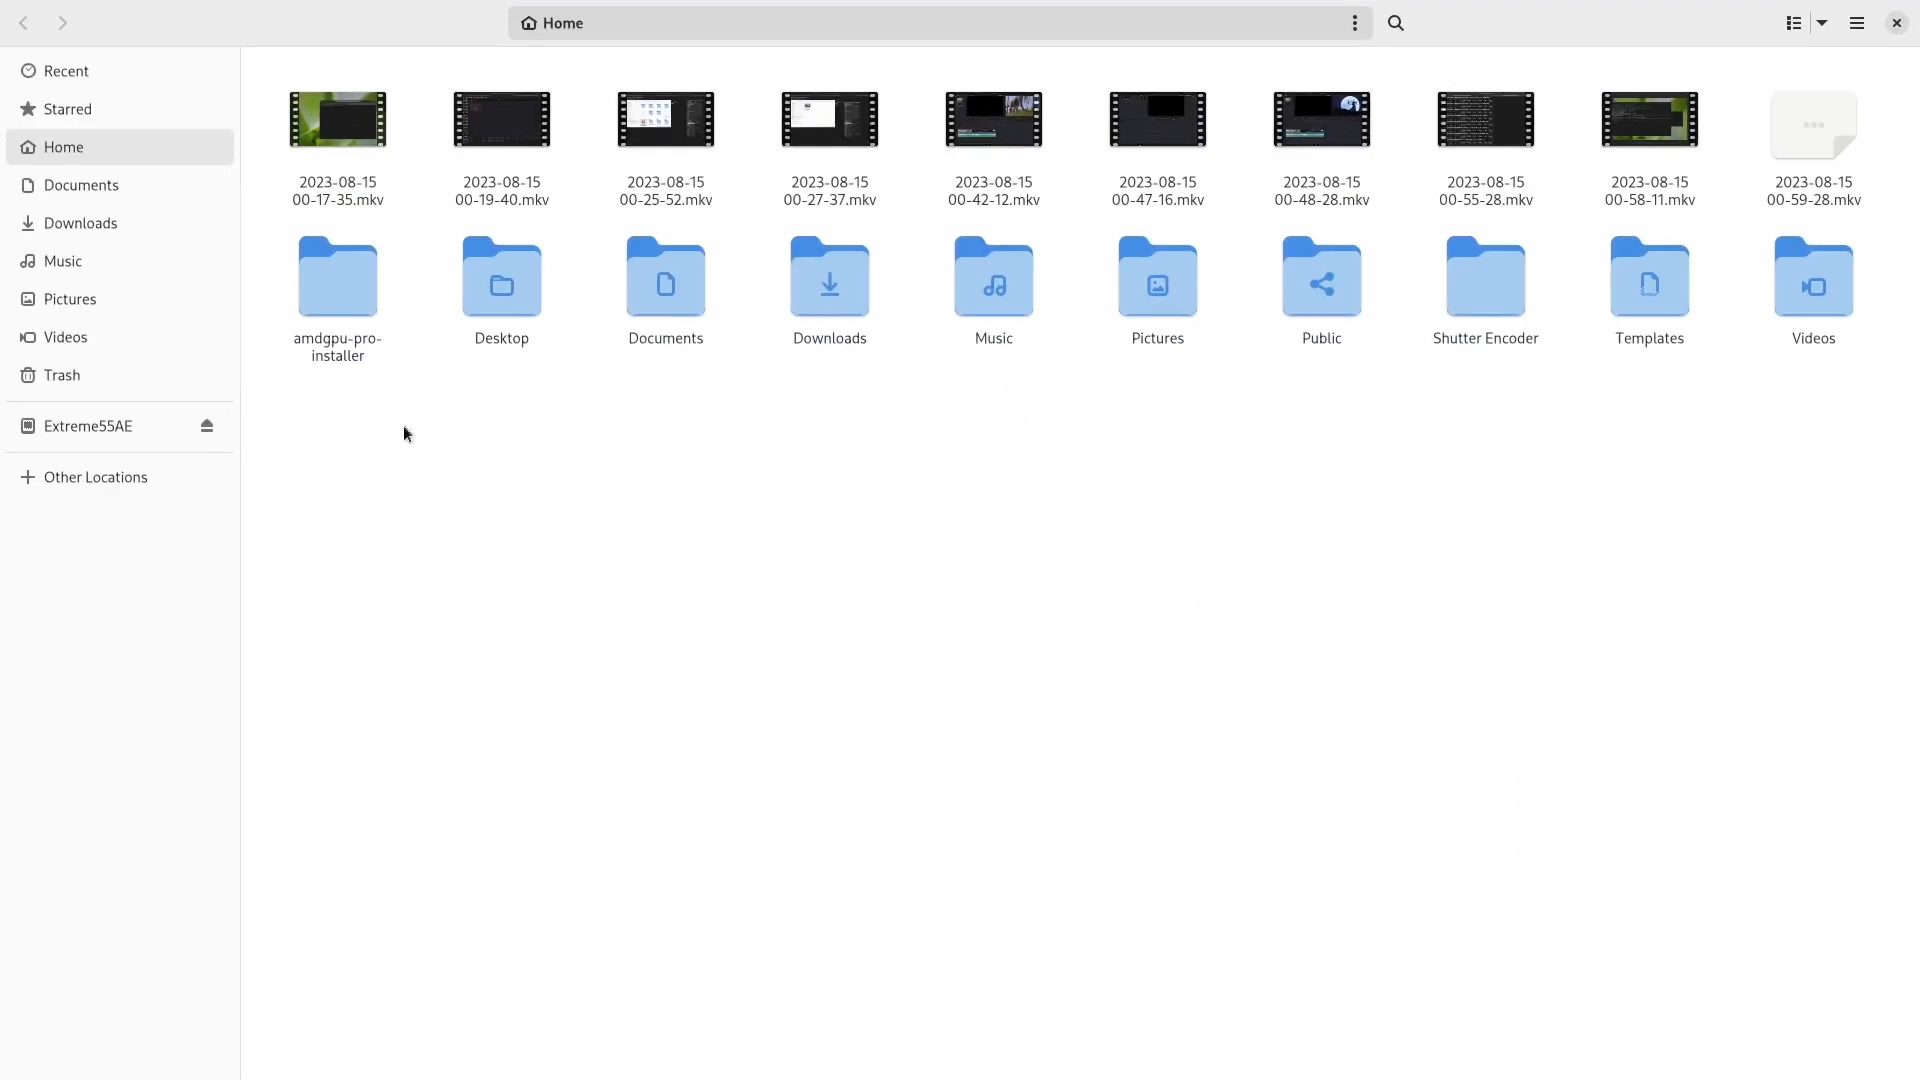 Home
Recent
Starred
Home
Documents
Downloads
Music
Pictures
Videos
Trash
Extreme55AE
Other Locations
2023-08-15
00-17-35.mkv
2023-08-15
00-19-40.mkv
2023-08-15
00-25-52.mkv
2023-08-15
00-27-37.mkv
2023-08-15
00-42-12.mkv
2023-08-15
00-47-16.mkv
2023-08-15
00-48-28.mkv
2023-08-15
00-55-28.mkv
2023-08-15
00-58-11.mkv
2023-08-15
00-59-28.mkv
amdgpu-pro-
installer
Desktop
Documents
Downloads
Music
Pictures
Public
Shutter Encoder
Templates
Videos